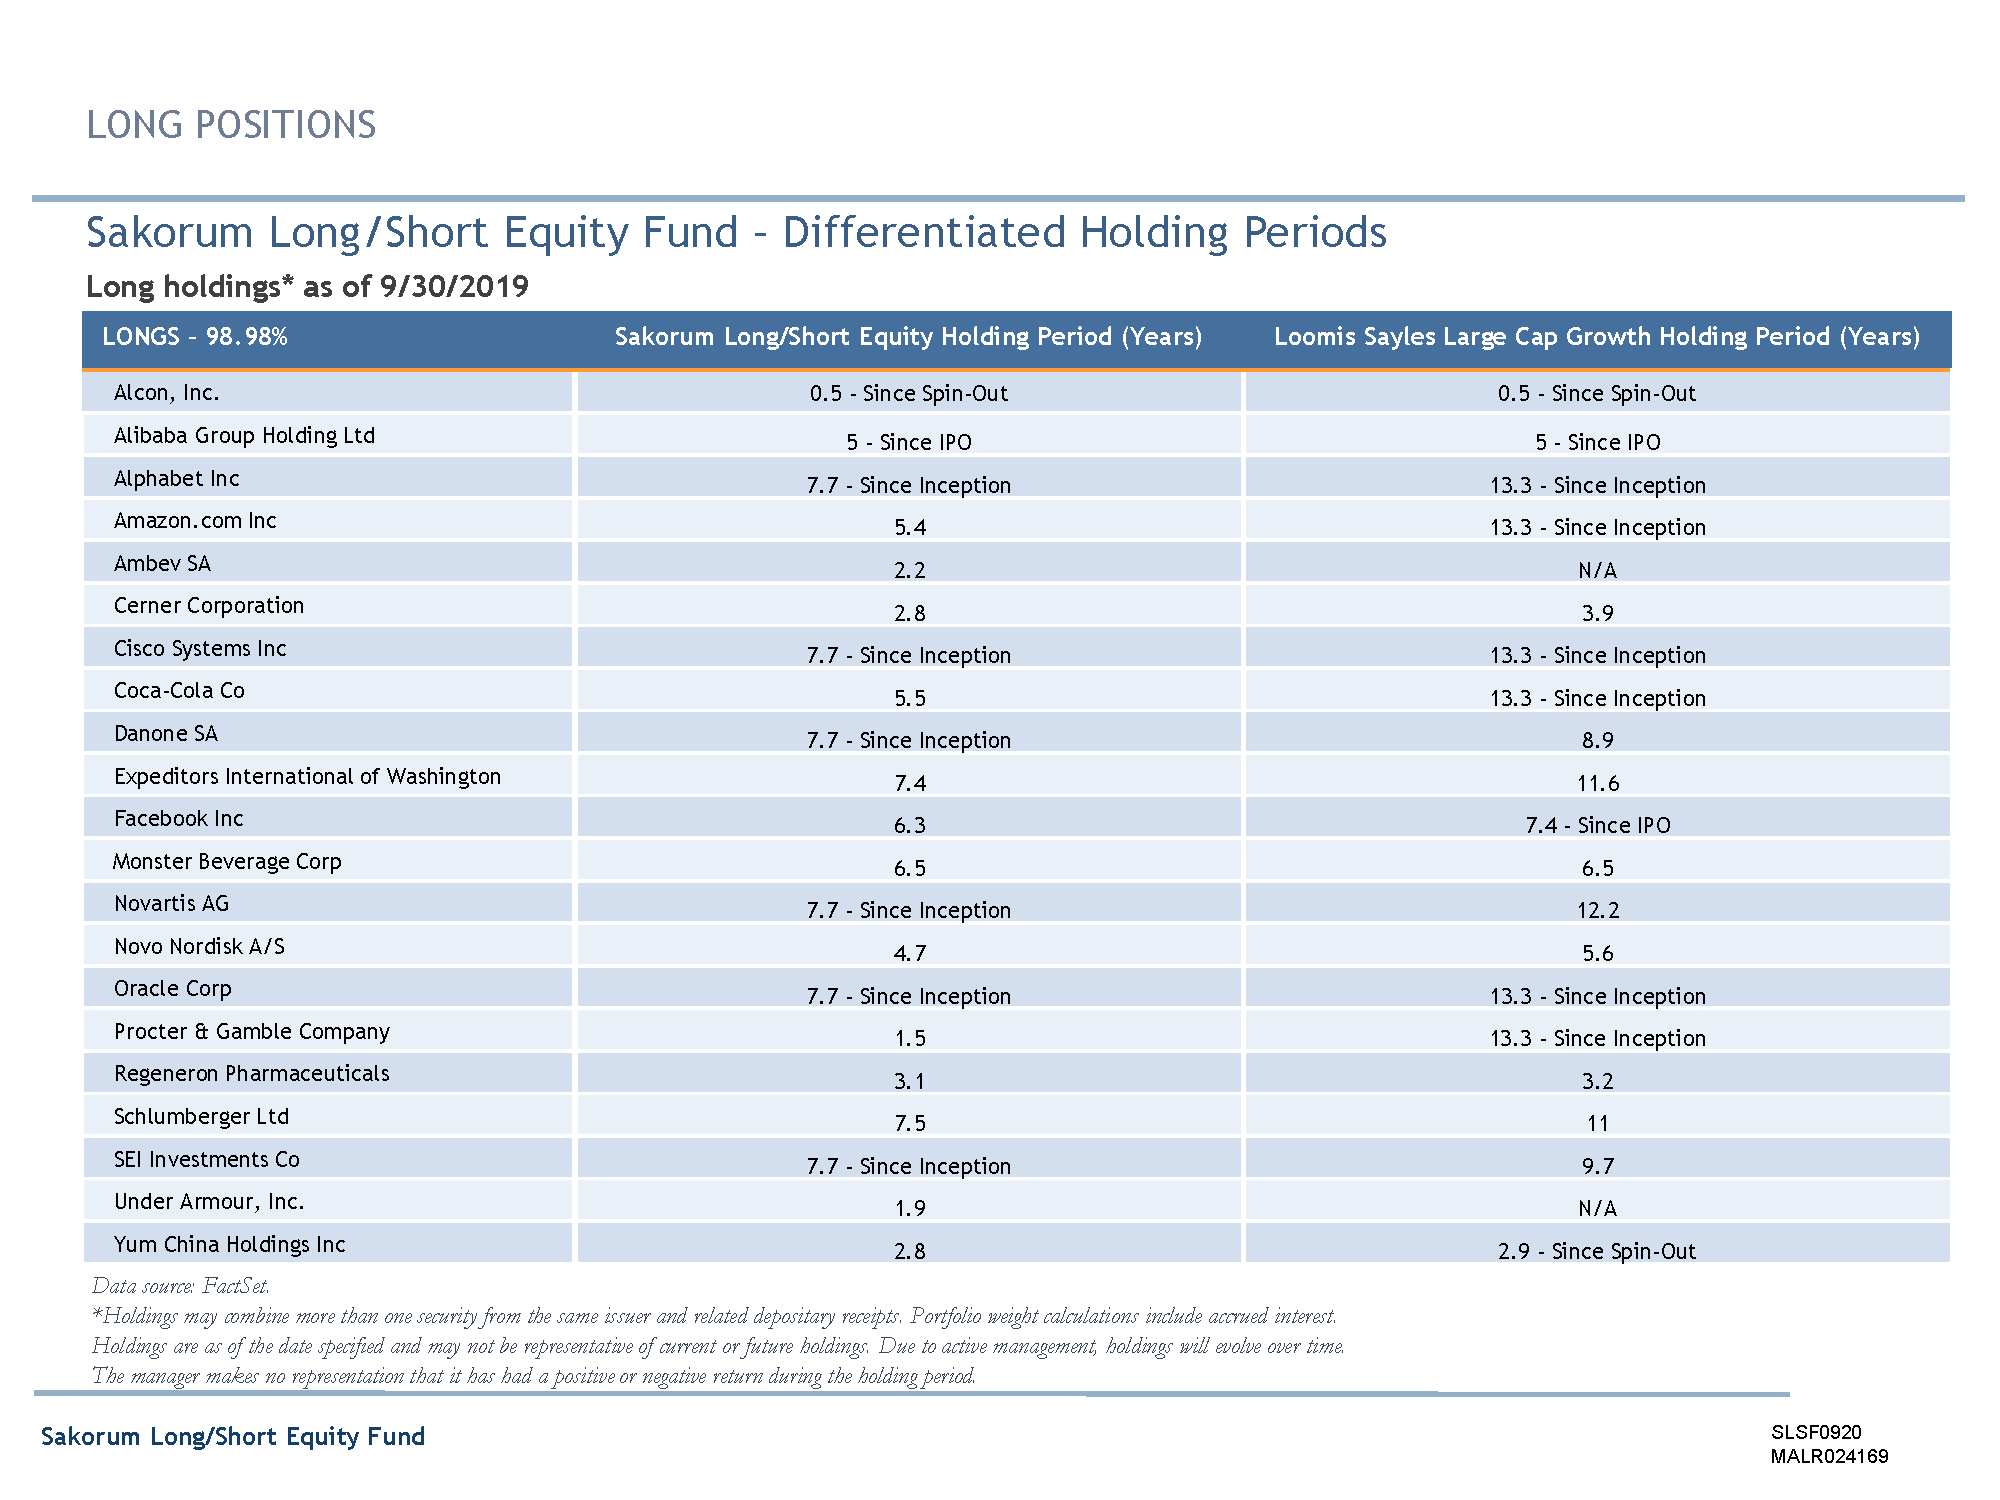 LONG POSITIONS
Sakorum Long/Short Equity Fund – Differentiated Holding Periods
Long holdings* as of 9/30/2019
LONGS – 98.98% Sakorum Long/Short Equity Holding Period (Years) Loomis Sayles Large Cap Growth Holding Period (Years)
Alcon, Inc. 0.5 - Since Spin-Out 0.5 - Since Spin-Out
Alibaba Group Holding Ltd 5 - Since IPO 5 - Since IPO
Alphabet Inc 7.7 - Since Inception 13.3 - Since Inception
Amazon.com Inc 5.4 13.3 - Since Inception
Ambev SA 2.2 N/A
Cerner Corporation 2.8 3.9
Cisco Systems Inc 7.7 - Since Inception 13.3 - Since Inception
Coca-Cola Co 5.5 13.3 - Since Inception
Danone SA 7.7 - Since Inception 8.9
Expeditors International of Washington 7.4 11.6
Facebook Inc 6.3 7.4 - Since IPO
Monster Beverage Corp 6.5 6.5
Novartis AG 7.7 - Since Inception 12.2
Novo Nordisk A/S 4.7 5.6
Oracle Corp 7.7 - Since Inception 13.3 - Since Inception
Procter & Gamble Company 1.5 13.3 - Since Inception
Regeneron Pharmaceuticals 3.1 3.2
Schlumberger Ltd 7.5 11
SEI Investments Co 7.7 - Since Inception 9.7
Under Armour, Inc. 1.9 N/A
Yum China Holdings Inc 2.8 2.9 - Since Spin-Out
Data source: FactSet.
*Holdings may combine more than one security from the same issuer and related depositary receipts. Portfolio weight calculations include accrued interest.
Holdings are as of the date specified and may not be representative of current or future holdings. Due to active management, holdings will evolve over time.
The manager makes no representation that it has had a positive or negative return during the holding period.
Sakorum Long/Short Equity Fund
SLSF0920
MALR024169